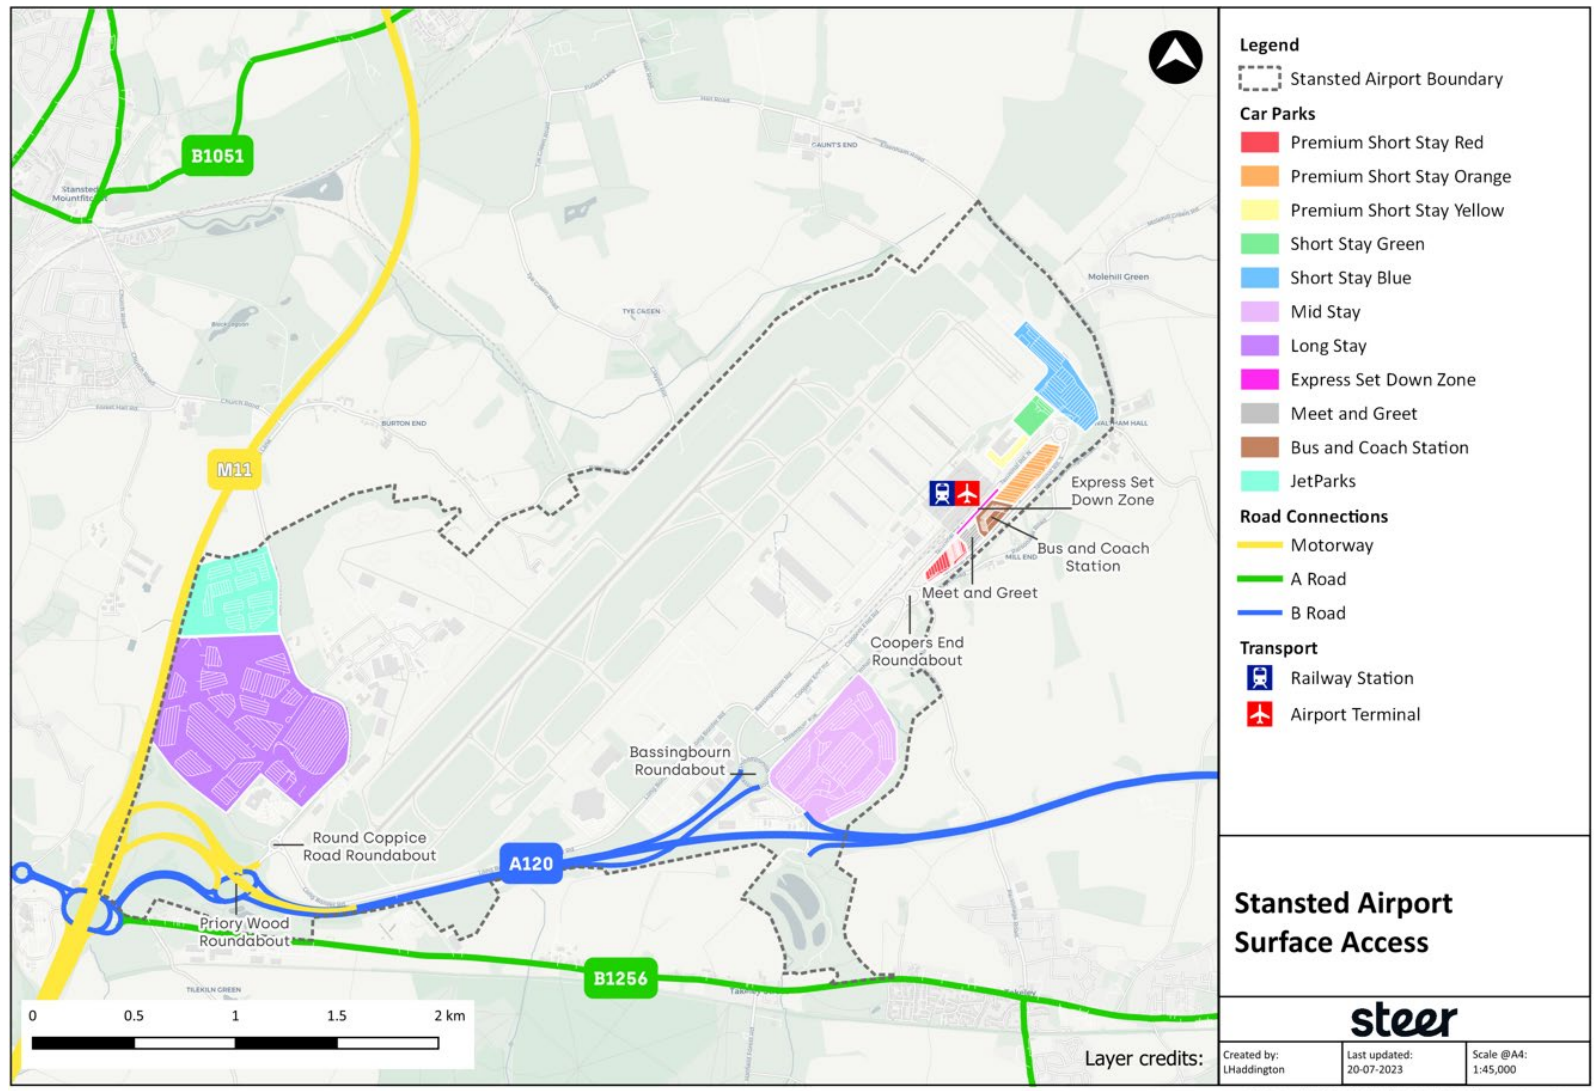 B1051
Stansted
GAUNT'S END
Molehill Green
TYE GREEN
Church Road
BURTON END
M11
Express Set
Down Zone
Bus and Coach
Station
MILL END
Meet and Greet
Coopers End
Roundabout
Bassingbourn
Roundabout
Round Coppice
Road Roundabout
A120
Priory Wood
Roundabout
B1256
TILEKILN GREEN
Takeley
0 0.5 1 1.5 2 km
Layer credits:
Legend
Stansted Airport Boundary
Car Parks
Premium Short Stay Red
Premium Short Stay Orange
Premium Short Stay Yellow
Short Stay Green
Short Stay Blue
Mid Stay
Long Stay
Express Set Down Zone
Meet and Greet
Bus and Coach Station
JetParks
Road Connections
Motorway
A Road
B Road
Transport
Railway Station
Airport Terminal
Stansted Airport
Surface Access
steer
Created by:
LHaddington
Last updated:
20-07-2023
Scale @A4:
1:45,000